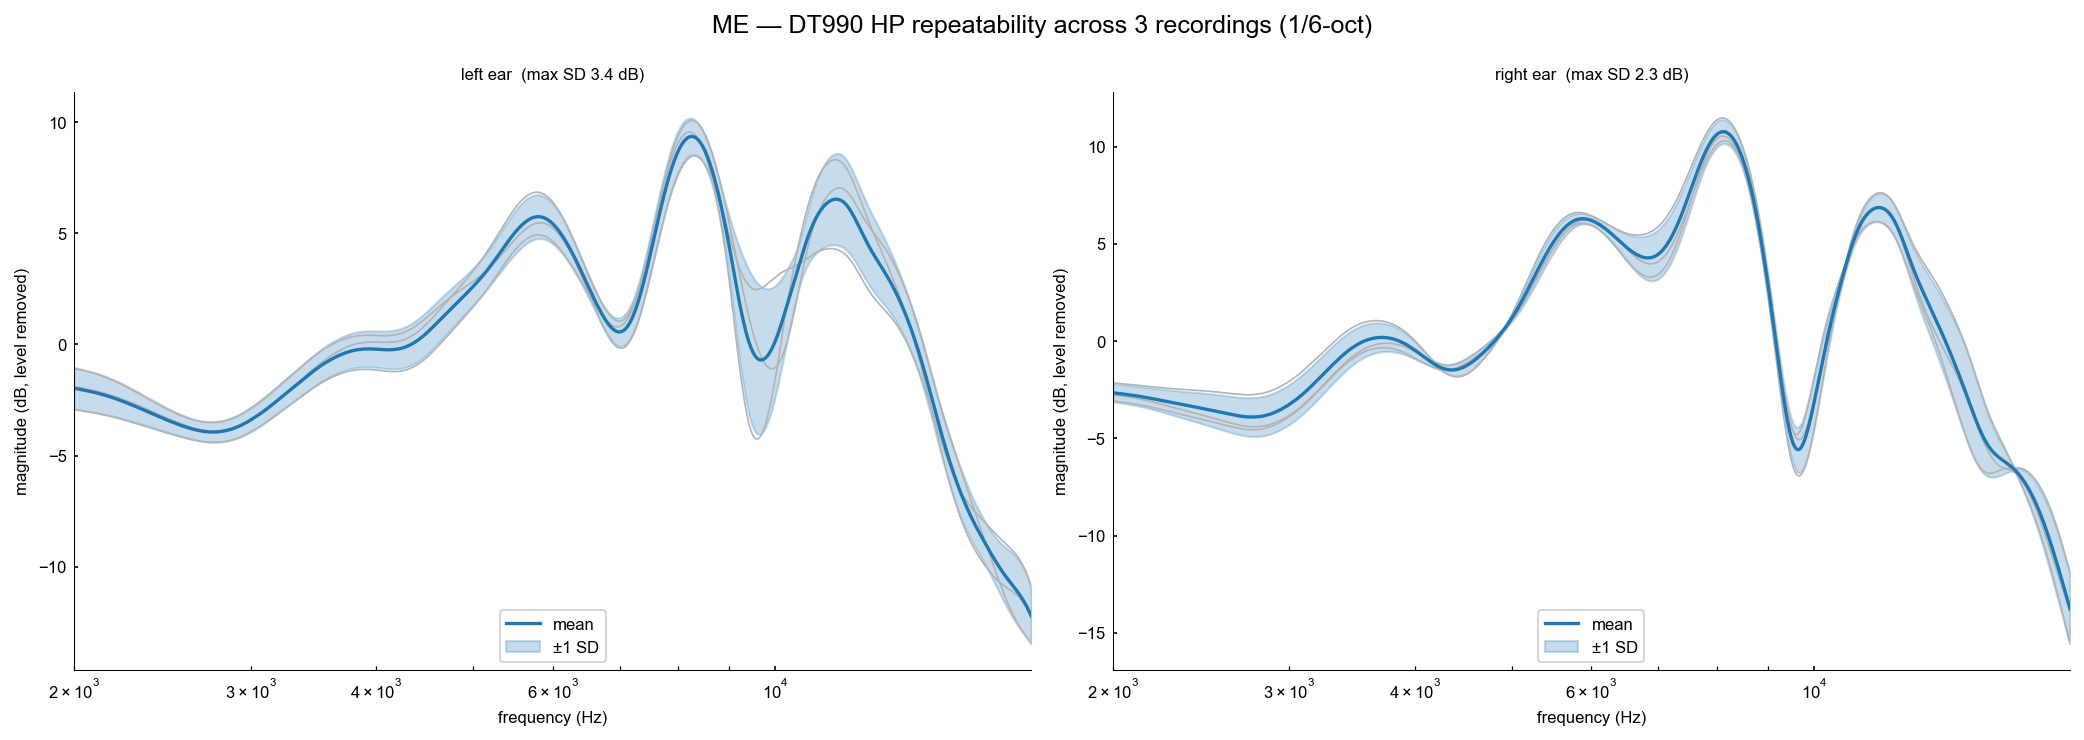 ME — DT990 HP repeatability across 3 recordings (1/6-oct)
left ear  (max SD 3.4 dB)
magnitude (dB, level removed)
10
5
0
−5
−10
mean
±1 SD
2 × 10³
3 × 10³
4 × 10³
6 × 10³
10⁴
frequency (Hz)
right ear  (max SD 2.3 dB)
magnitude (dB, level removed)
10
5
0
−5
−10
−15
mean
±1 SD
2 × 10³
3 × 10³
4 × 10³
6 × 10³
10⁴
frequency (Hz)